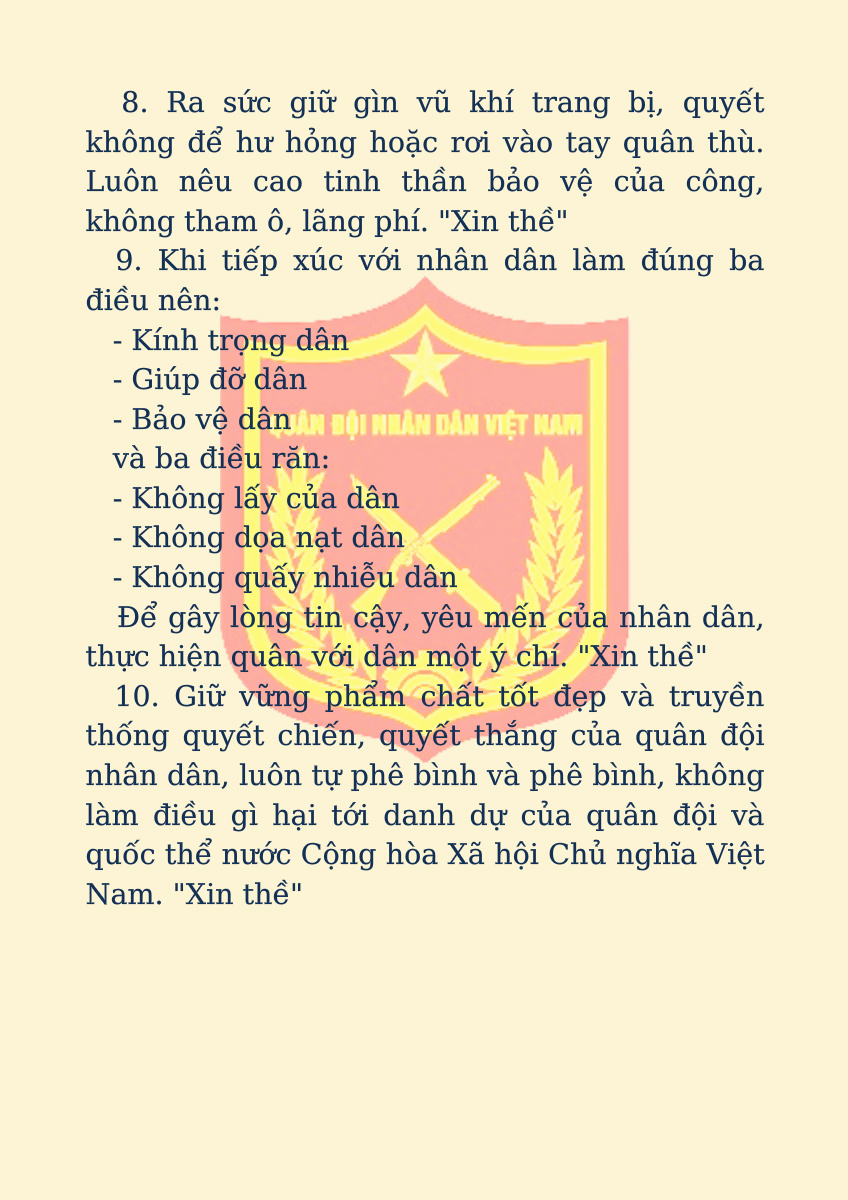 8. Ra sức giữ gìn vũ khí trang bị, quyết
không để hư hỏng hoặc rơi vào tay quân thù.
Luôn nêu cao tinh thần bảo vệ của công,
không tham ô, lãng phí. "Xin thề"
9. Khi tiếp xúc với nhân dân làm đúng ba
điều nên:
- Kính trọng dân
- Giúp đỡ dân
- Bảo vệ dân
QUÂN ĐỘI NHÂN DÂN VIỆT NAM
và ba điều răn:
- Không lấy của dân
- Không dọa nạt dân
- Không quấy nhiễu dân
Để gây lòng tin cậy, yêu mến của nhân dân,
thực hiện quân với dân một ý chí. "Xin thề"
10. Giữ vững phẩm chất tốt đẹp và truyền
thống quyết chiến, quyết thắng của quân đội
nhân dân, luôn tự phê bình và phê bình, không
làm điều gì hại tới danh dự của quân đội và
quốc thể nước Cộng hòa Xã hội Chủ nghĩa Việt
Nam. "Xin thề"